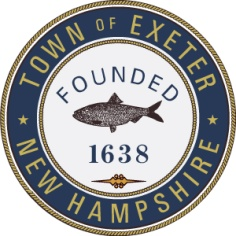 TOWN OF EXETER
FOUNDED
1638
NEW HAMPSHIRE